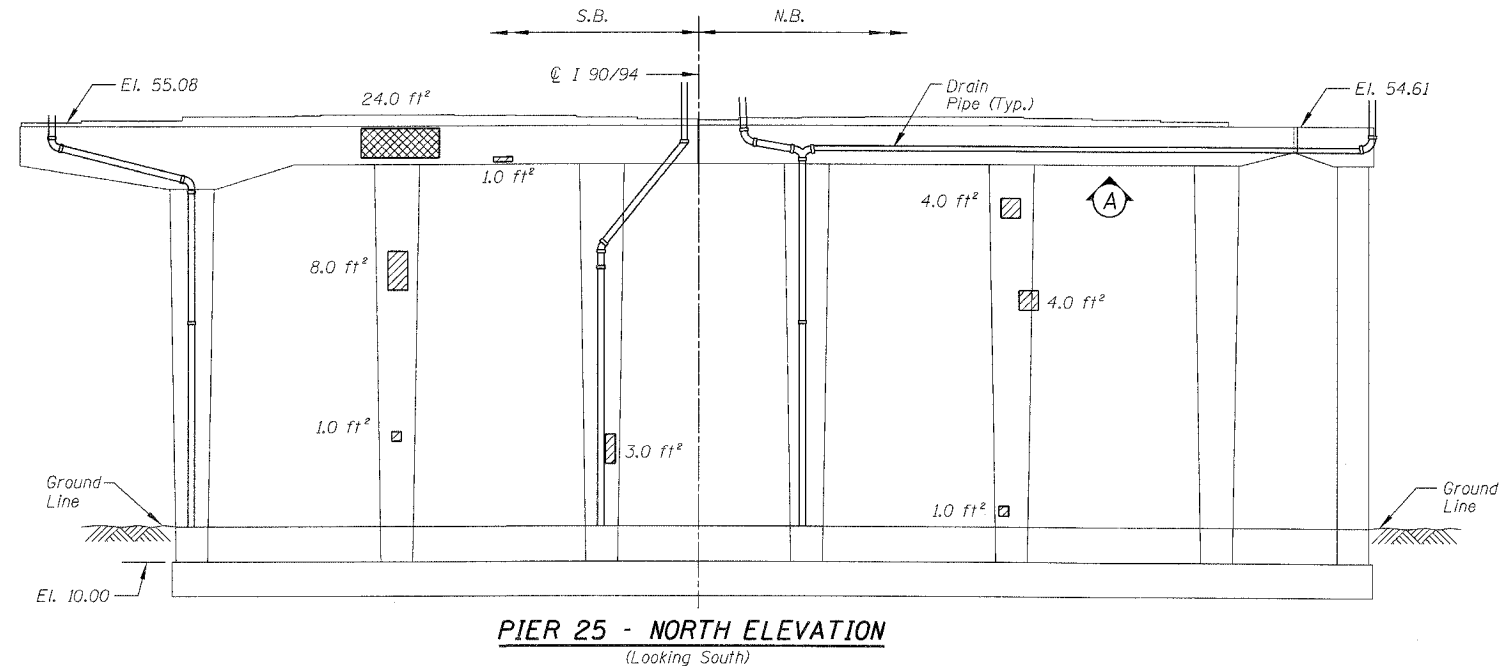 S.B.
N.B.
℄ I 90/94
El. 55.08
24.0 ft²
Drain
Pipe (Typ.)
El. 54.61
1.0 ft²
4.0 ft²
A
8.0 ft²
4.0 ft²
1.0 ft²
3.0 ft²
Ground
Line
1.0 ft²
Ground
Line
El. 10.00
PIER 25 - NORTH ELEVATION
(Looking South)